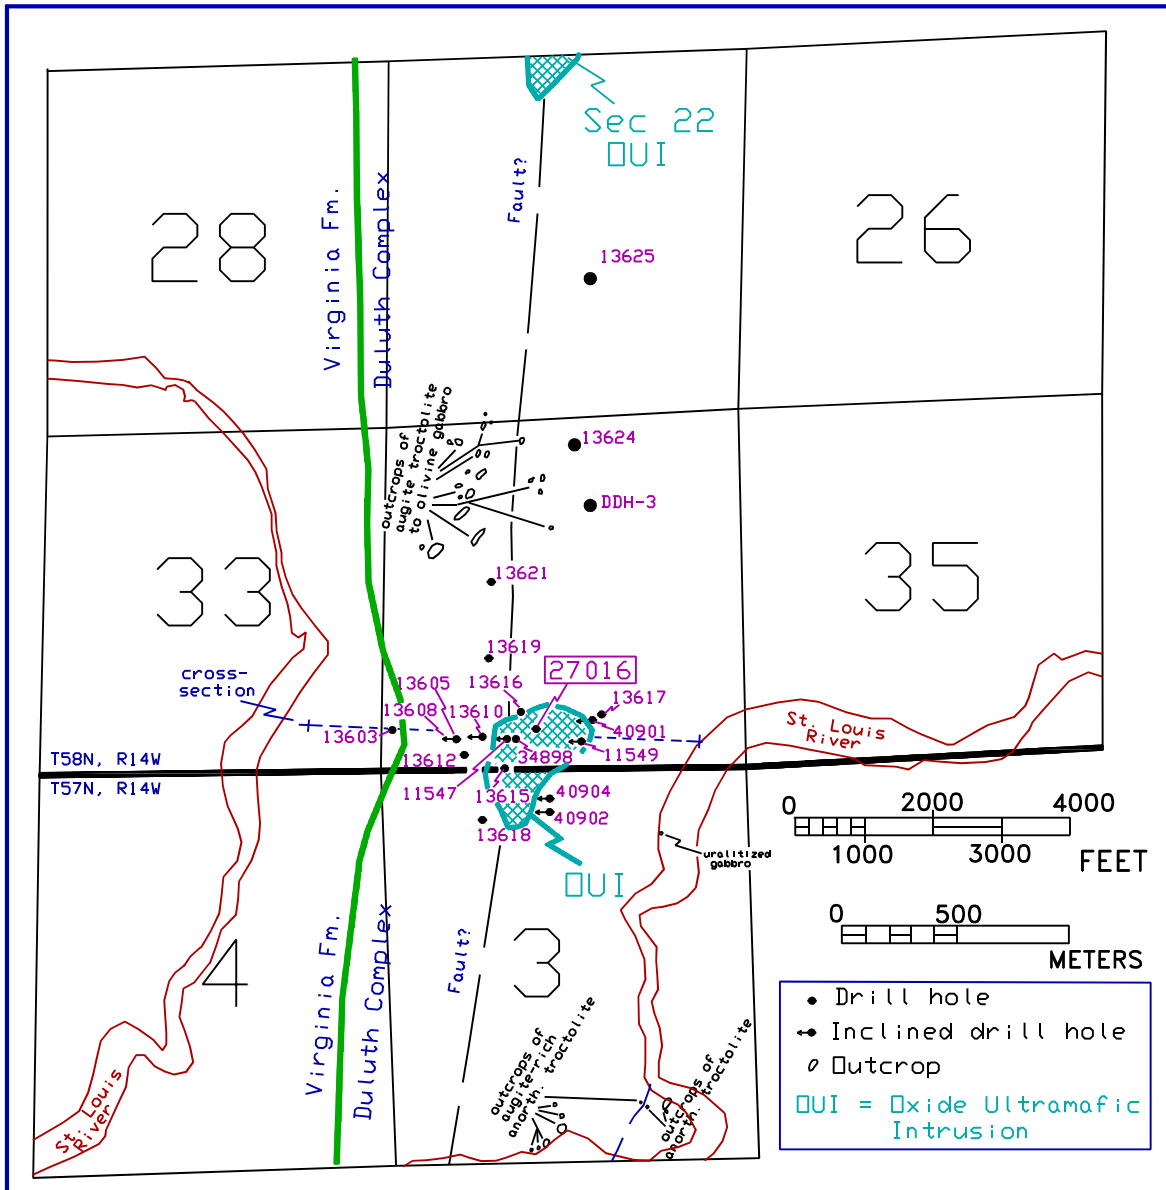 Sec 22
OUI
Fault?
28
26
Virginia Fm.
Duluth Complex
13625
outcrops of
augite troctolite
to olivine gabbro
13624
DDH-3
33
35
13621
13619
27016
cross-
section
13605
13616
13617
13608
13610
40901
St. Louis
River
13603
T58N, R14W
13612
34898
11549
T57N, R14W
11547
13615
40904
40902
13618
0
2000
4000
1000
3000
FEET
uralitized
gabbro
OUI
0
500
METERS
Virginia Fm.
Duluth Complex
Fault?
4
3
outcrops of
augite-rich
anorth. troctolite
outcrops of
anorth. troctolite
St. Louis
River
Drill hole
Inclined drill hole
Outcrop
OUI = Oxide Ultramafic
Intrusion